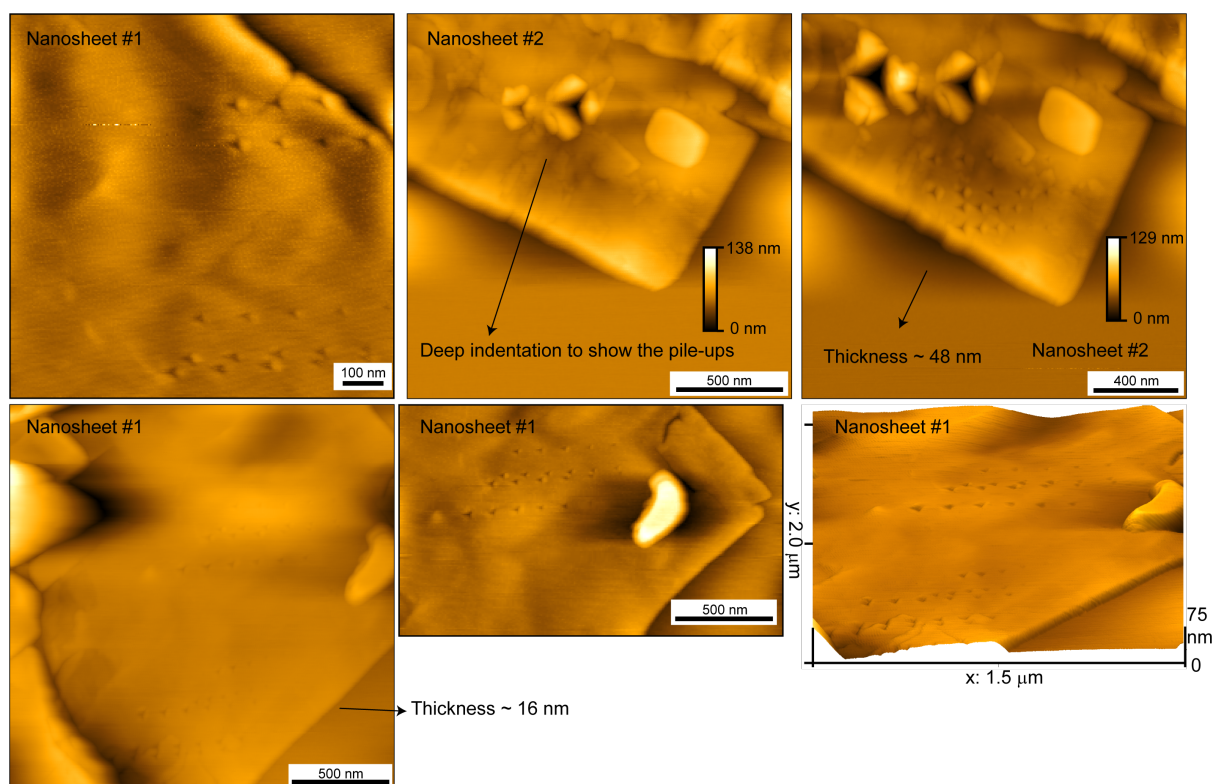 Nanosheet #1
100 nm
Nanosheet #2
138 nm
0 nm
Deep indentation to show the pile-ups
500 nm
129 nm
0 nm
Thickness ~ 48 nm
Nanosheet #2
400 nm
Nanosheet #1
Thickness ~ 16 nm
500 nm
Nanosheet #1
500 nm
Nanosheet #1
y: 2.0 μm
75
nm
0
x: 1.5 μm